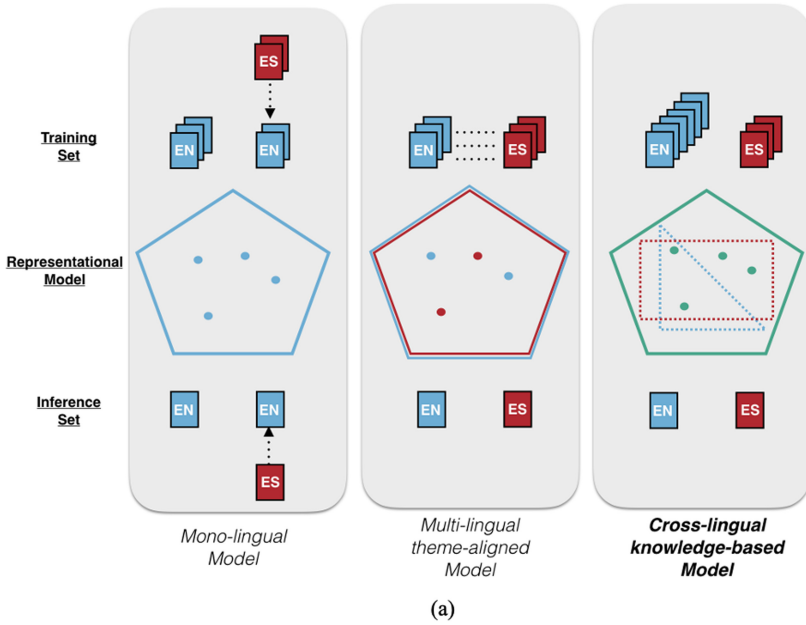 ES
Training
Set
EN
EN
EN
ES
EN
ES
Representational
Model
Inference
Set
EN
EN
EN
ES
EN
ES
ES
Mono-lingual
Model
Multi-lingual
theme-aligned
Model
Cross-lingual
knowledge-based
Model
(a)